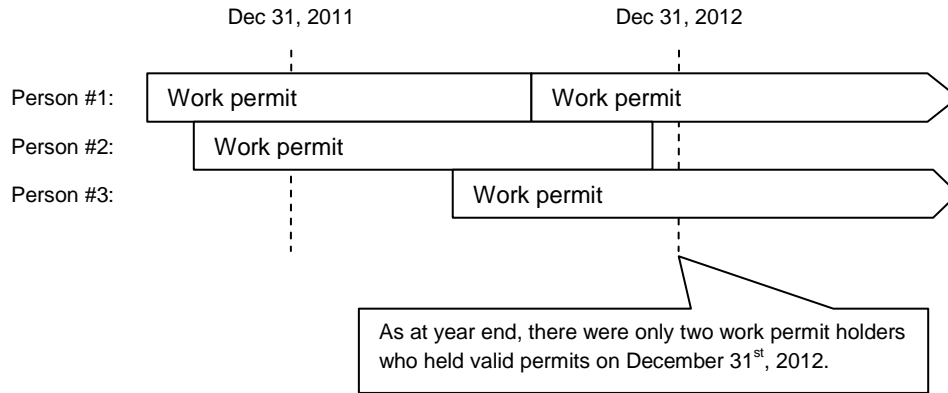 Dec 31, 2011 Dec 31, 2012
Person #1: Work permit Work permit
Person #2: Work permit
Person #3: Work permit
As at year end, there were only two work permit holders
who held valid permits on December 31st, 2012.